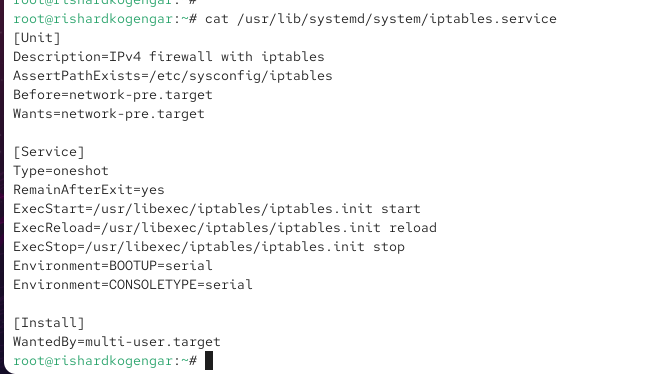 root@rishardkogengar:~#
root@rishardkogengar:~# cat /usr/lib/systemd/system/iptables.service
[Unit]
Description=IPv4 firewall with iptables
AssertPathExists=/etc/sysconfig/iptables
Before=network-pre.target
Wants=network-pre.target

[Service]
Type=oneshot
RemainAfterExit=yes
ExecStart=/usr/libexec/iptables/iptables.init start
ExecReload=/usr/libexec/iptables/iptables.init reload
ExecStop=/usr/libexec/iptables/iptables.init stop
Environment=BOOTUP=serial
Environment=CONSOLETYPE=serial

[Install]
WantedBy=multi-user.target
root@rishardkogengar:~#